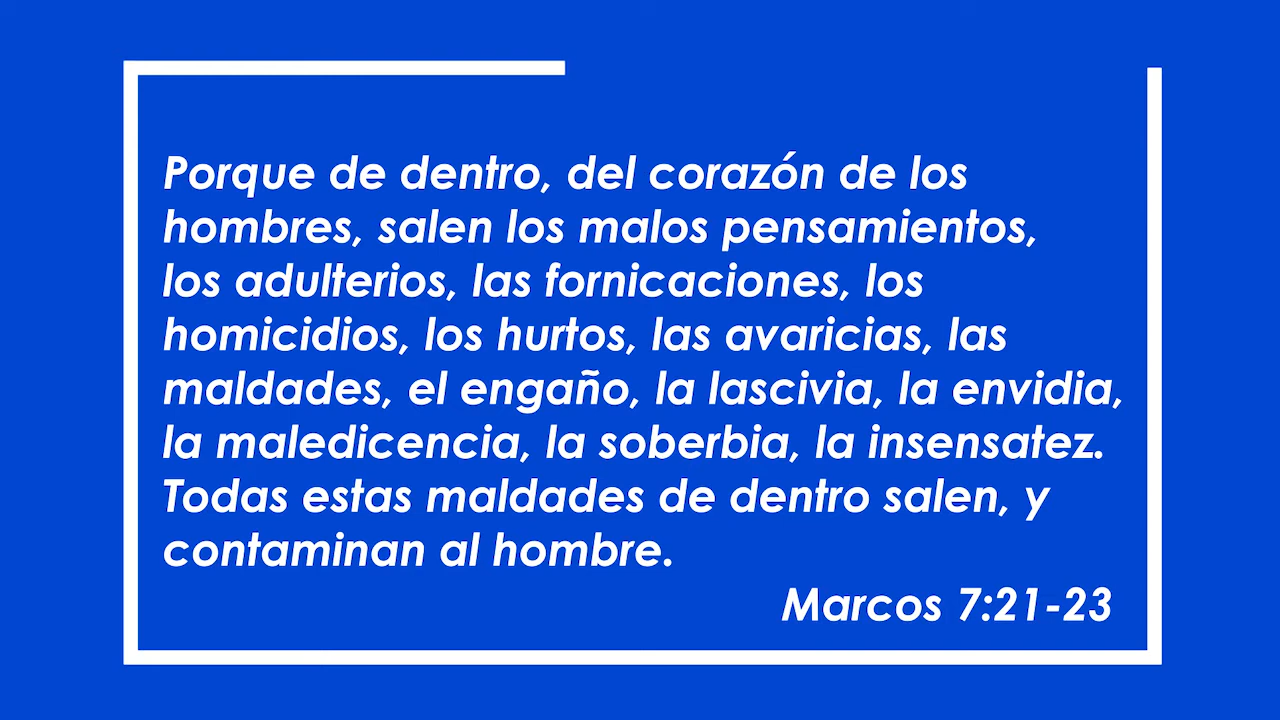 Porque de dentro, del corazón de los
hombres, salen los malos pensamientos,
los adulterios, las fornicaciones, los
homicidios, los hurtos, las avaricias, las
maldades, el engaño, la lascivia, la envidia,
la maledicencia, la soberbia, la insensatez.
Todas estas maldades de dentro salen, y
contaminan al hombre.
Marcos 7:21-23